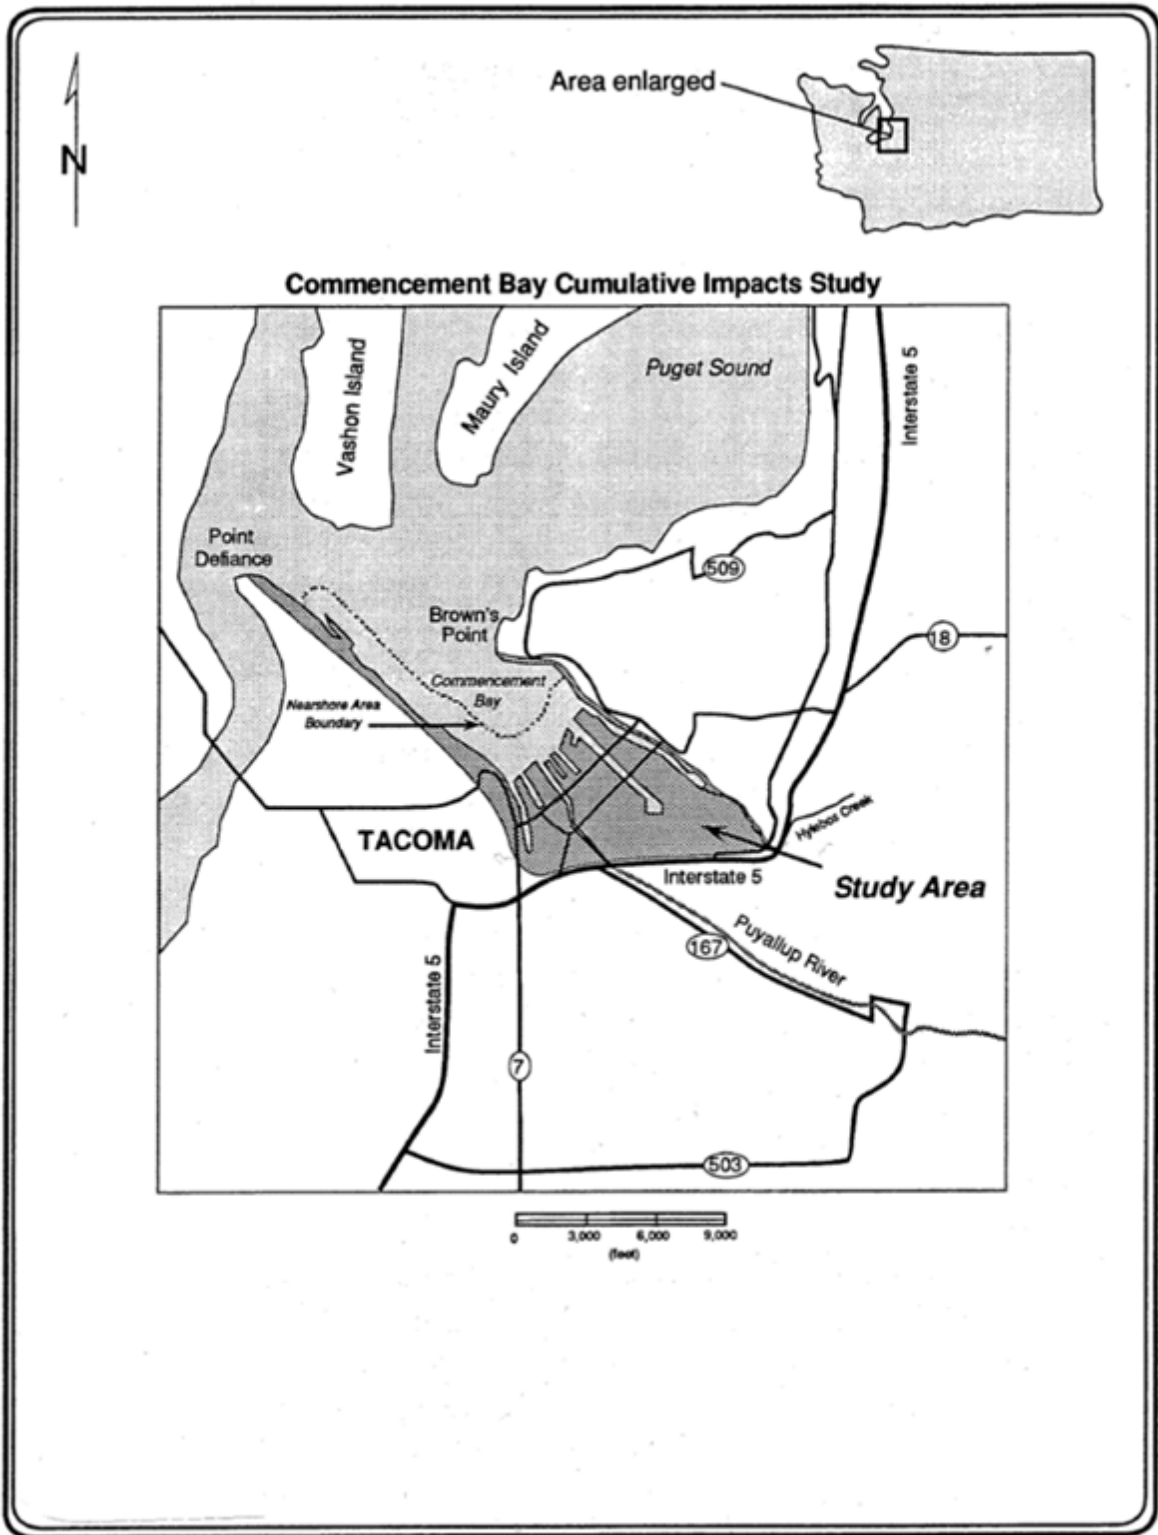 Area enlarged
N
Commencement Bay Cumulative Impacts Study
Vashon Island
Maury Island
Puget Sound
Interstate 5
Point
Defiance
509
Brown's
Point
18
Commencement
Bay
Nearshore Area
Boundary
TACOMA
Hylebos Creek
Interstate 5
Study Area
Puyallup River
167
Interstate 5
7
503
0 3,000 6,000 9,000
(feet)